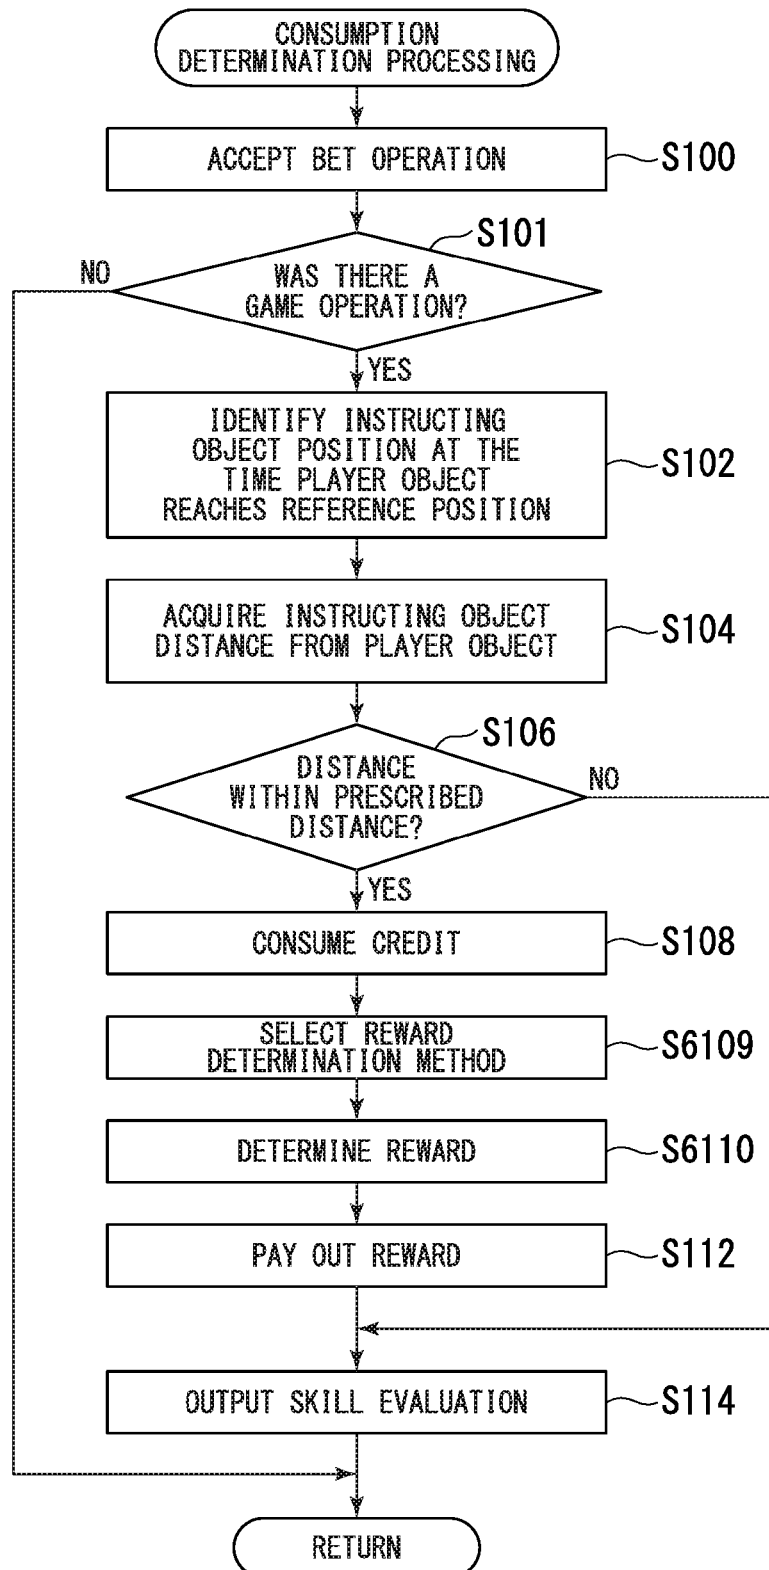 CONSUMPTION
DETERMINATION PROCESSING
ACCEPT BET OPERATION
S100
S101
NO
WAS THERE A
GAME OPERATION?
YES
IDENTIFY INSTRUCTING
OBJECT POSITION AT THE
TIME PLAYER OBJECT
REACHES REFERENCE POSITION
S102
ACQUIRE INSTRUCTING OBJECT
DISTANCE FROM PLAYER OBJECT
S104
S106
DISTANCE
WITHIN PRESCRIBED
DISTANCE?
NO
YES
CONSUME CREDIT
S108
SELECT REWARD
DETERMINATION METHOD
S6109
DETERMINE REWARD
S6110
PAY OUT REWARD
S112
OUTPUT SKILL EVALUATION
S114
RETURN